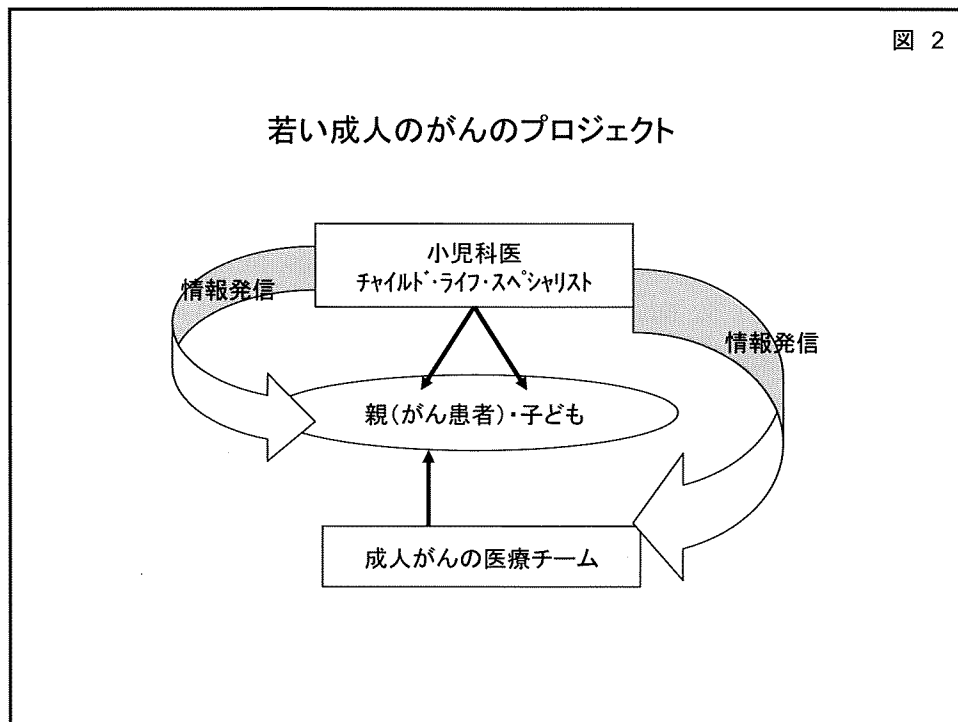 図 2
若い成人のがんのプロジェクト
小児科医
チャイルド･ライフ･スペシャリスト
情報発信
情報発信
親(がん患者)・子ども
成人がんの医療チーム